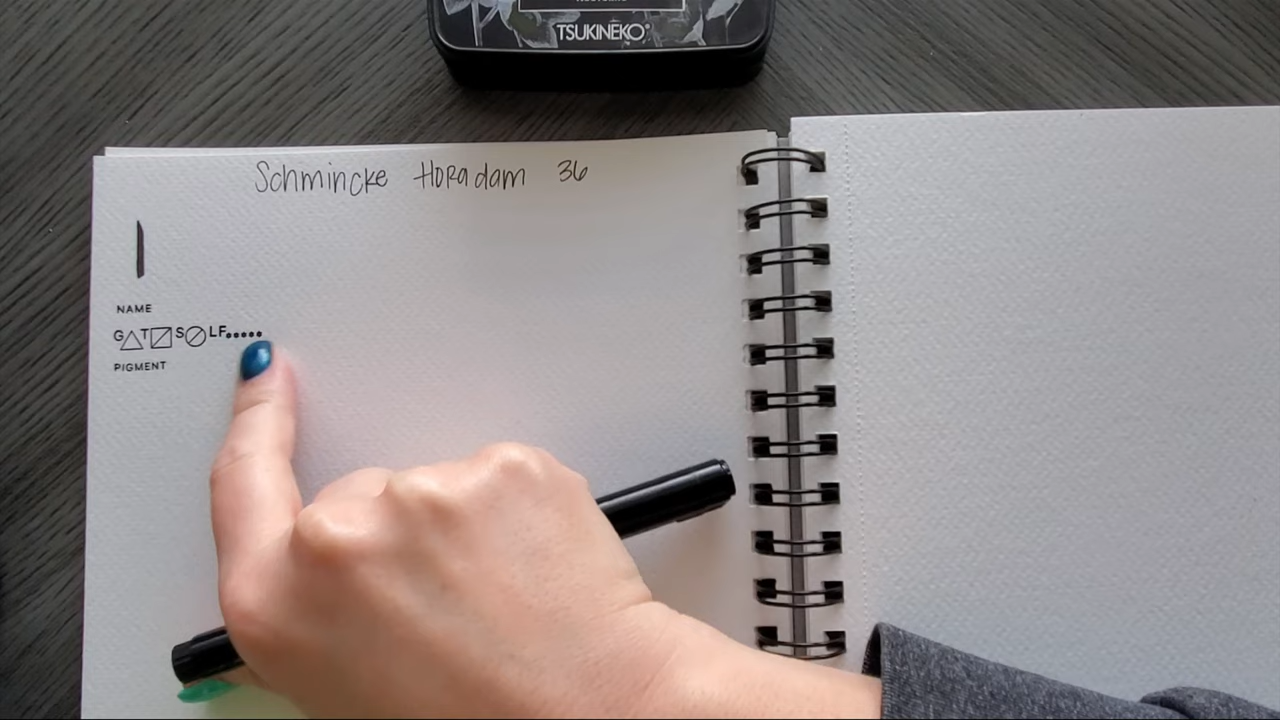 TSUKINEKO®
Schmincke Horadam 36
NAME
G△T⧄S⊘LF.....
PIGMENT